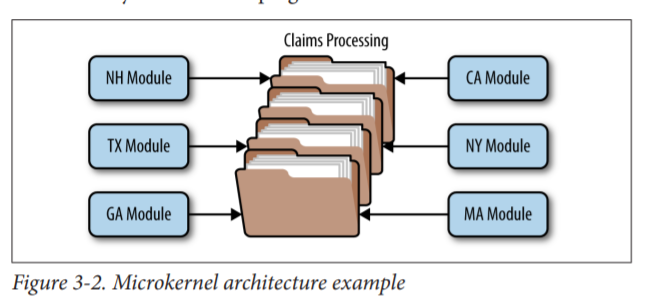 Claims Processing
NH Module
CA Module
TX Module
NY Module
GA Module
MA Module
Figure 3-2. Microkernel architecture example